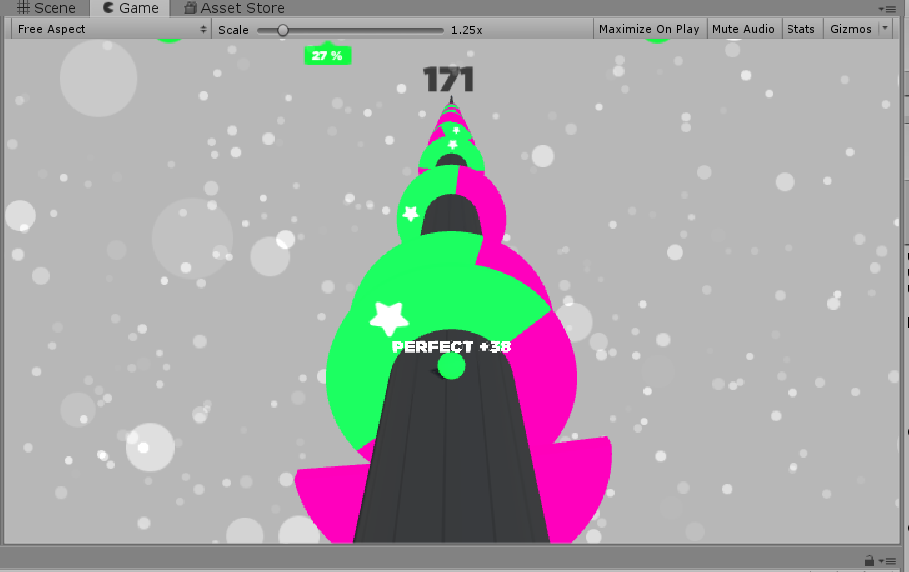 Scene Game Asset Store
Free Aspect Scale 1.25x Maximize On Play Mute Audio Stats Gizmos
27 %
171
PERFECT +38